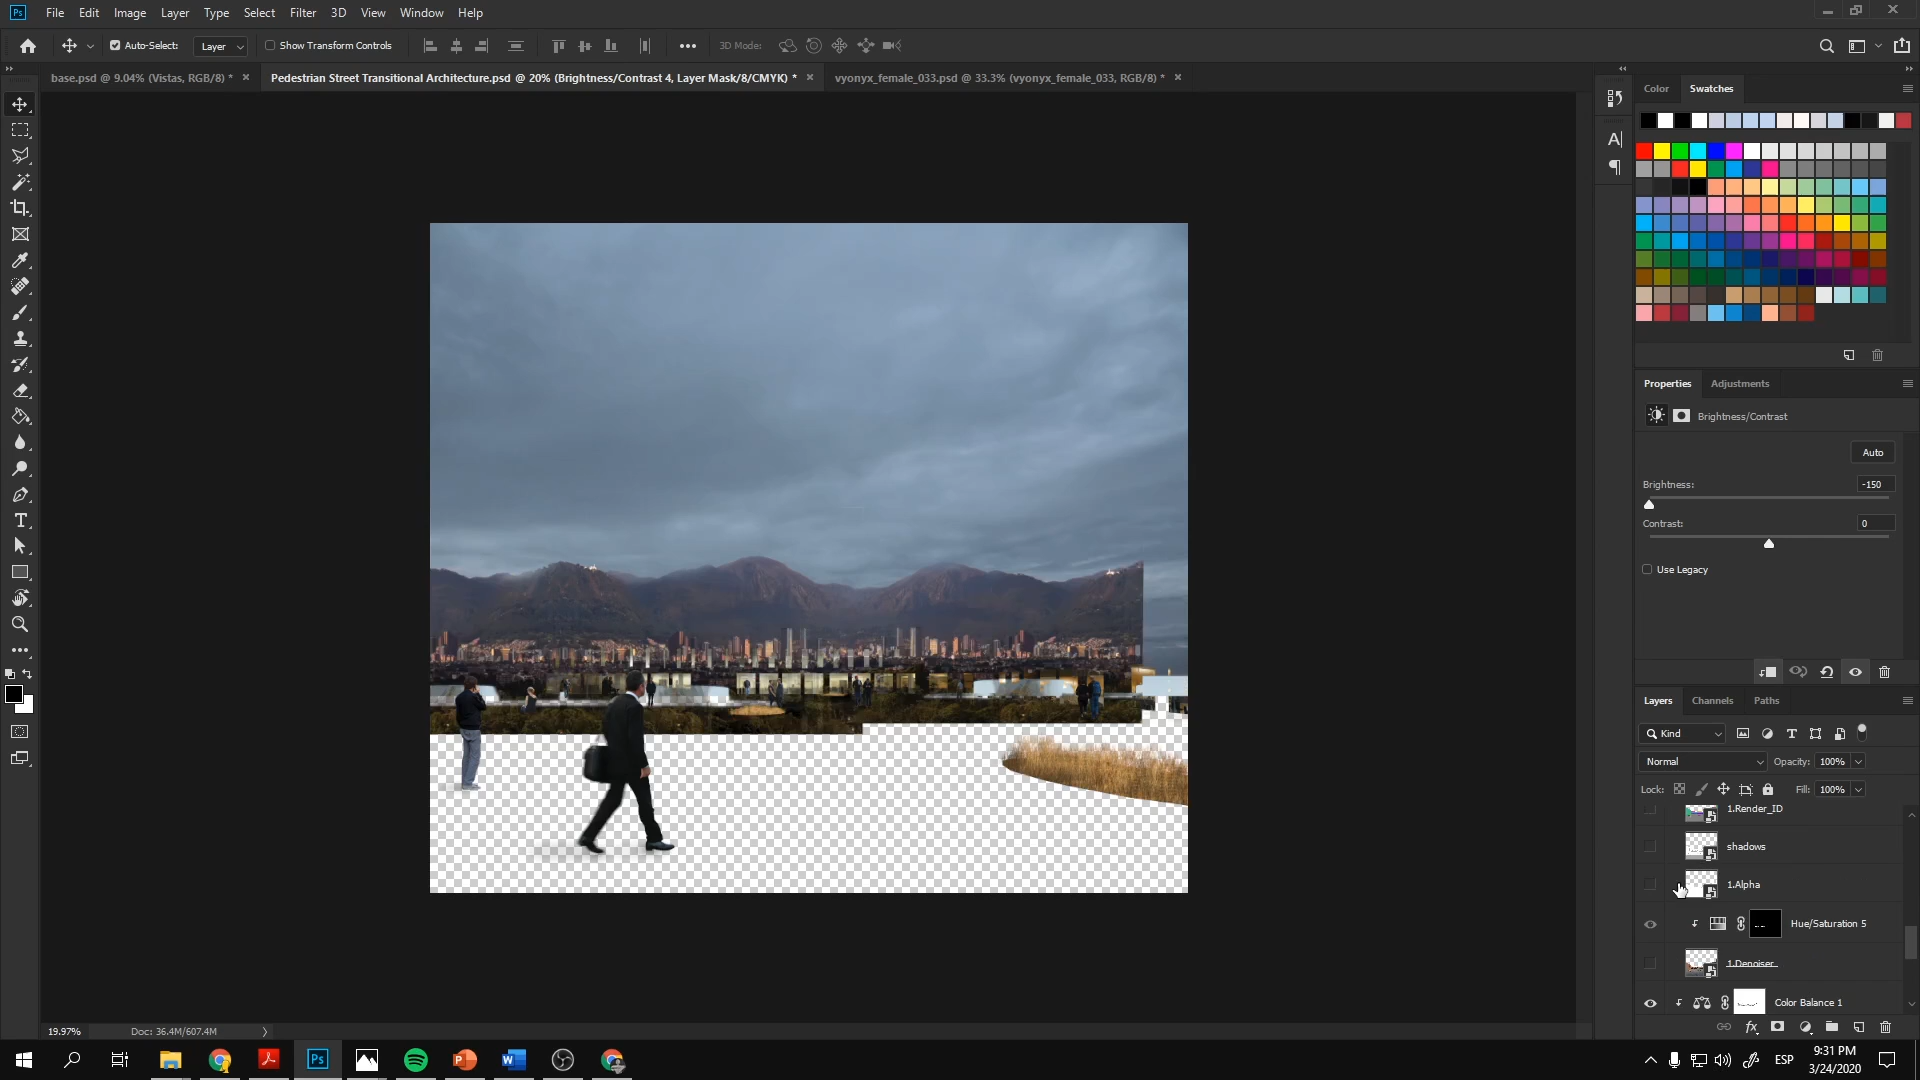 Ps File Edit Image Layer Type Select Filter 3D View Window Help
Auto-Select: Layer Show Transform Controls 3D Mode:
base.psd @ 9.04% (Vistas, RGB/8) * Pedestrian Street Transitional Architecture.psd @ 20% (Brightness/Contrast 4, Layer Mask/8/CMYK) * vyonyx_female_033.psd @ 33.3% (vyonyx_female_033, RGB/8) *
Color Swatches
Properties Adjustments
Brightness/Contrast
Auto
Brightness: -150
Contrast: 0
Use Legacy
Layers Channels Paths
Kind
Normal Opacity: 100%
Lock: Fill: 100%
1.Render_ID
shadows
1.Alpha
Hue/Saturation 5
1.Denoiser
Color Balance 1
19.97% Doc: 36.4M/607.4M
Ps
ESP
9:31 PM
3/24/2020